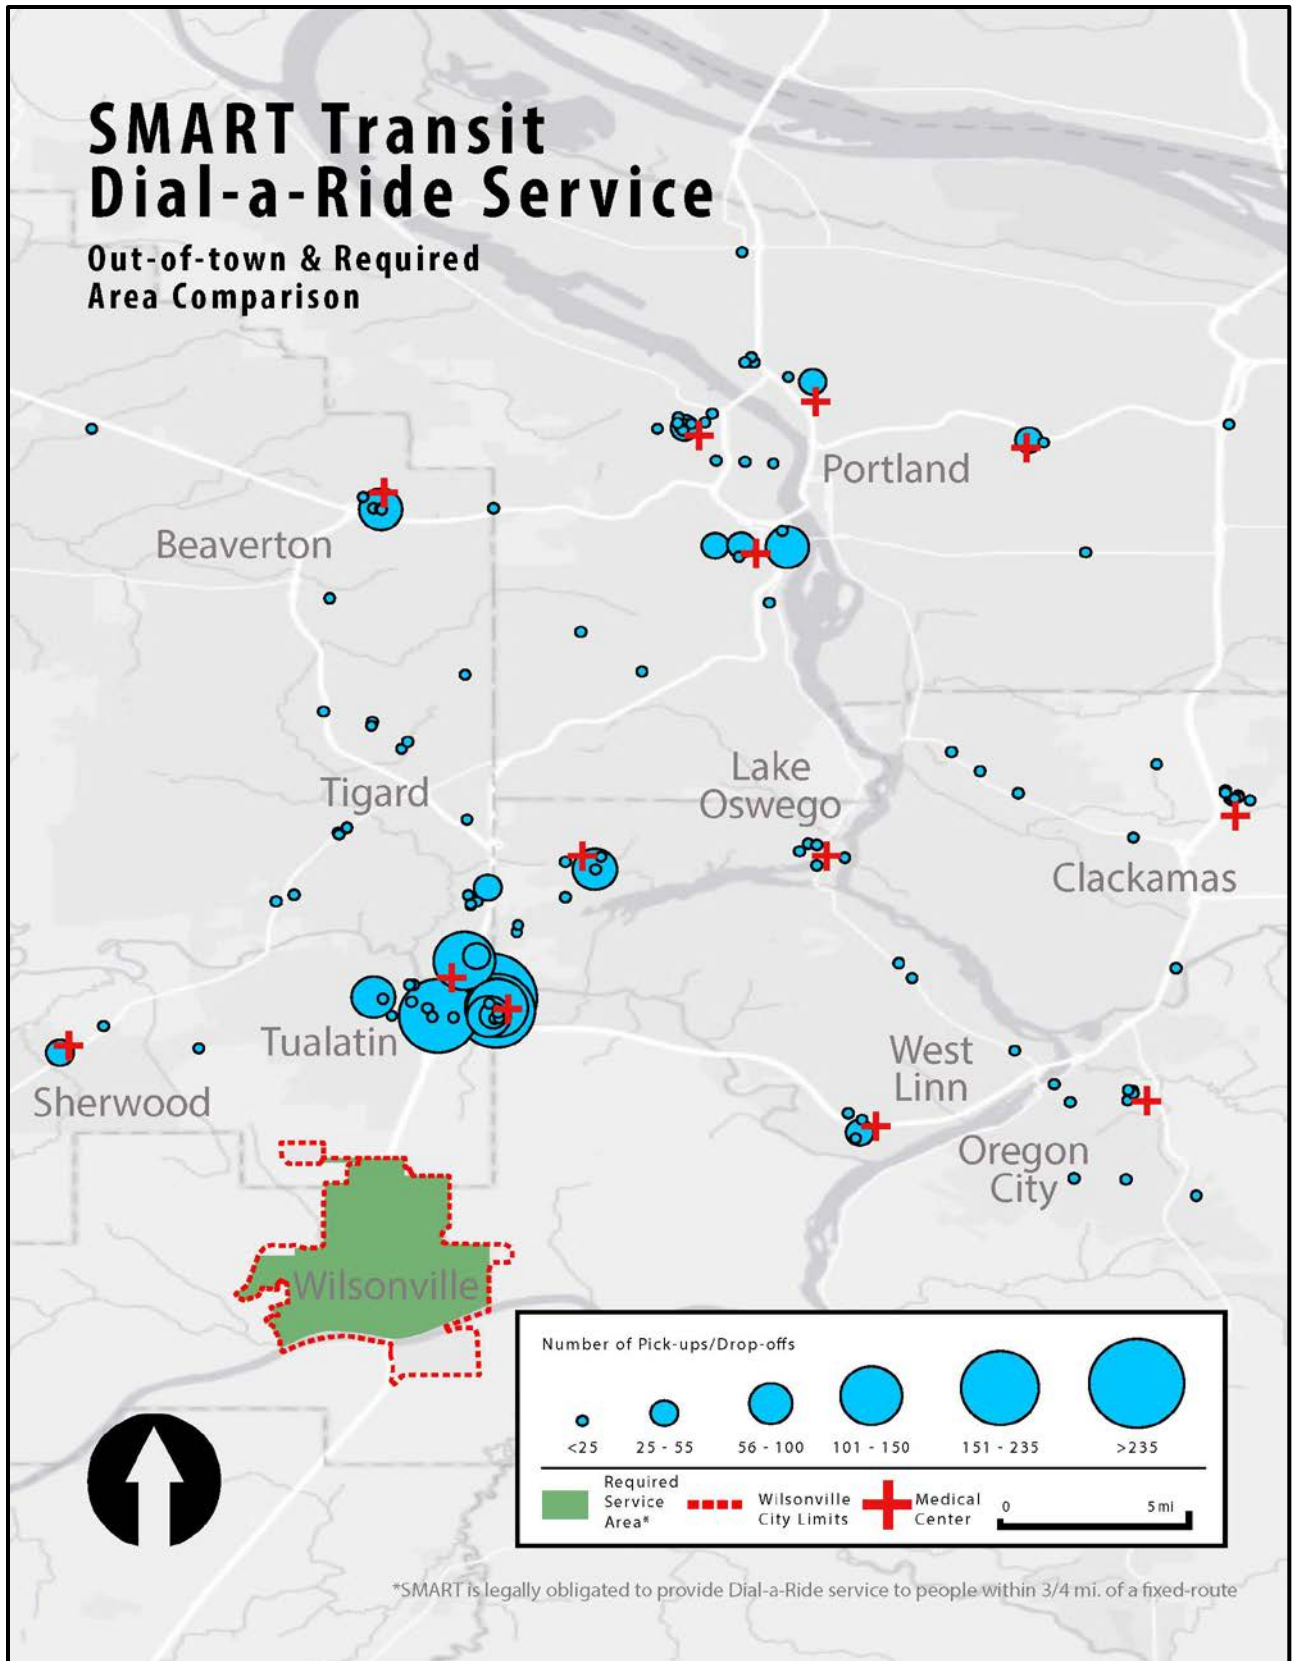 SMART Transit
Dial-a-Ride Service
Out-of-town & Required
Area Comparison
Portland
Beaverton
Lake
Oswego
Tigard
Clackamas
Tualatin
West
Linn
Sherwood
Oregon
City
Wilsonville
Number of Pick-ups/Drop-offs
<25 25 - 55 56 - 100 101 - 150 151 - 235 >235
Required
Service
Area*
Wilsonville
City Limits
Medical
Center
0 5 mi
*SMART is legally obligated to provide Dial-a-Ride service to people within 3/4 mi. of a fixed-route